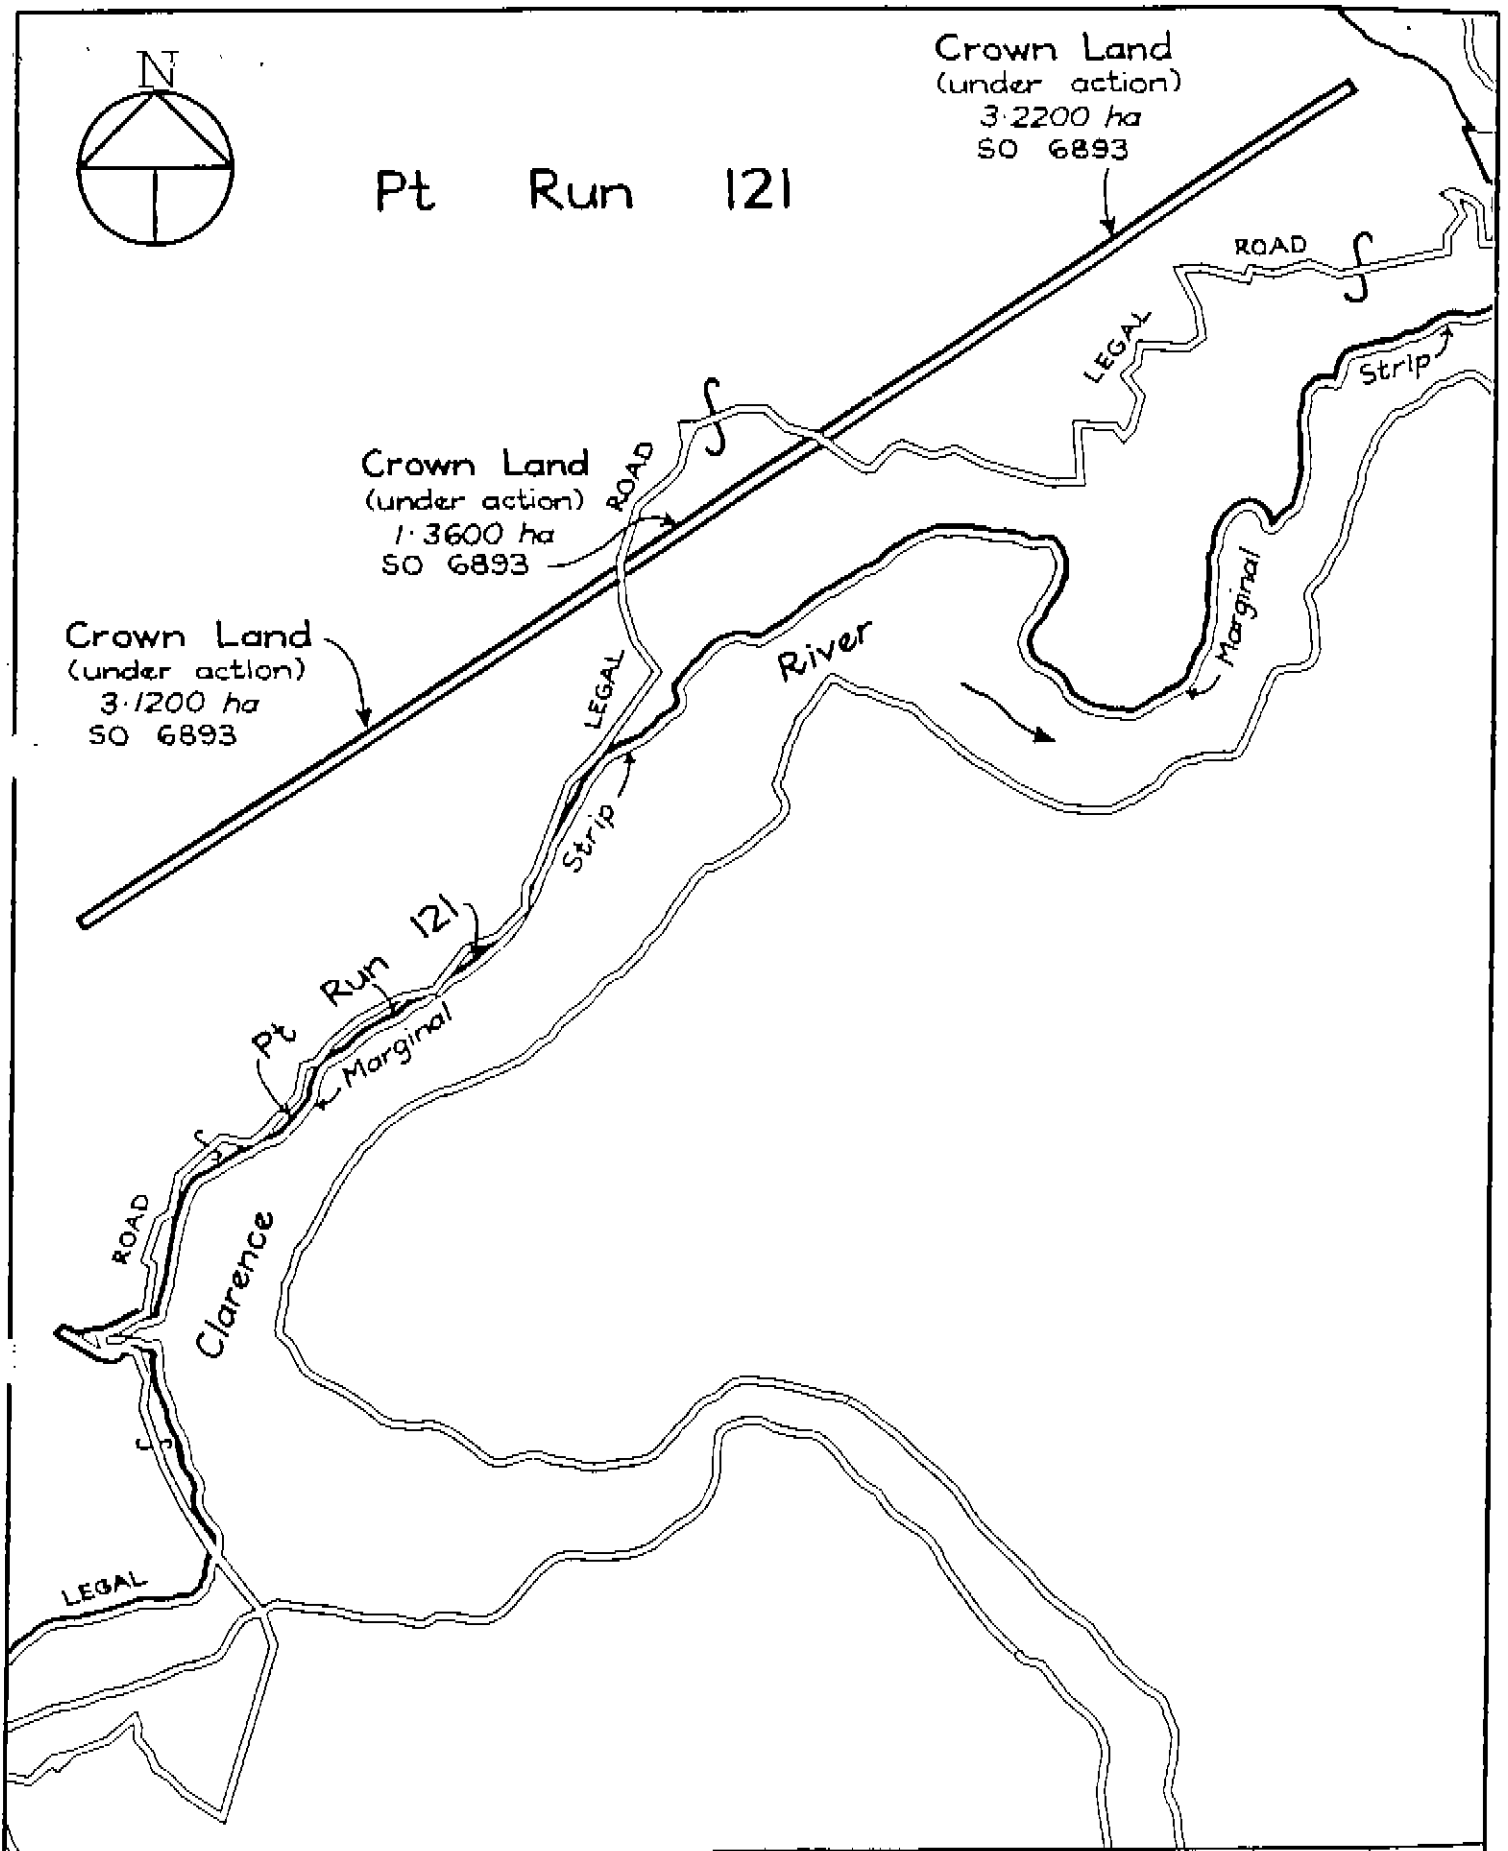 N
Crown Land
(under action)
3·2200 ha
SO 6893
Pt Run 121
ROAD
LEGAL
Strip
Crown Land
(under action)
1·3600 ha
SO 6893
ROAD
Marginal
River
LEGAL
Crown Land
(under action)
3·1200 ha
SO 6893
Strip
Pt Run 121
Marginal
ROAD
Clarence
LEGAL